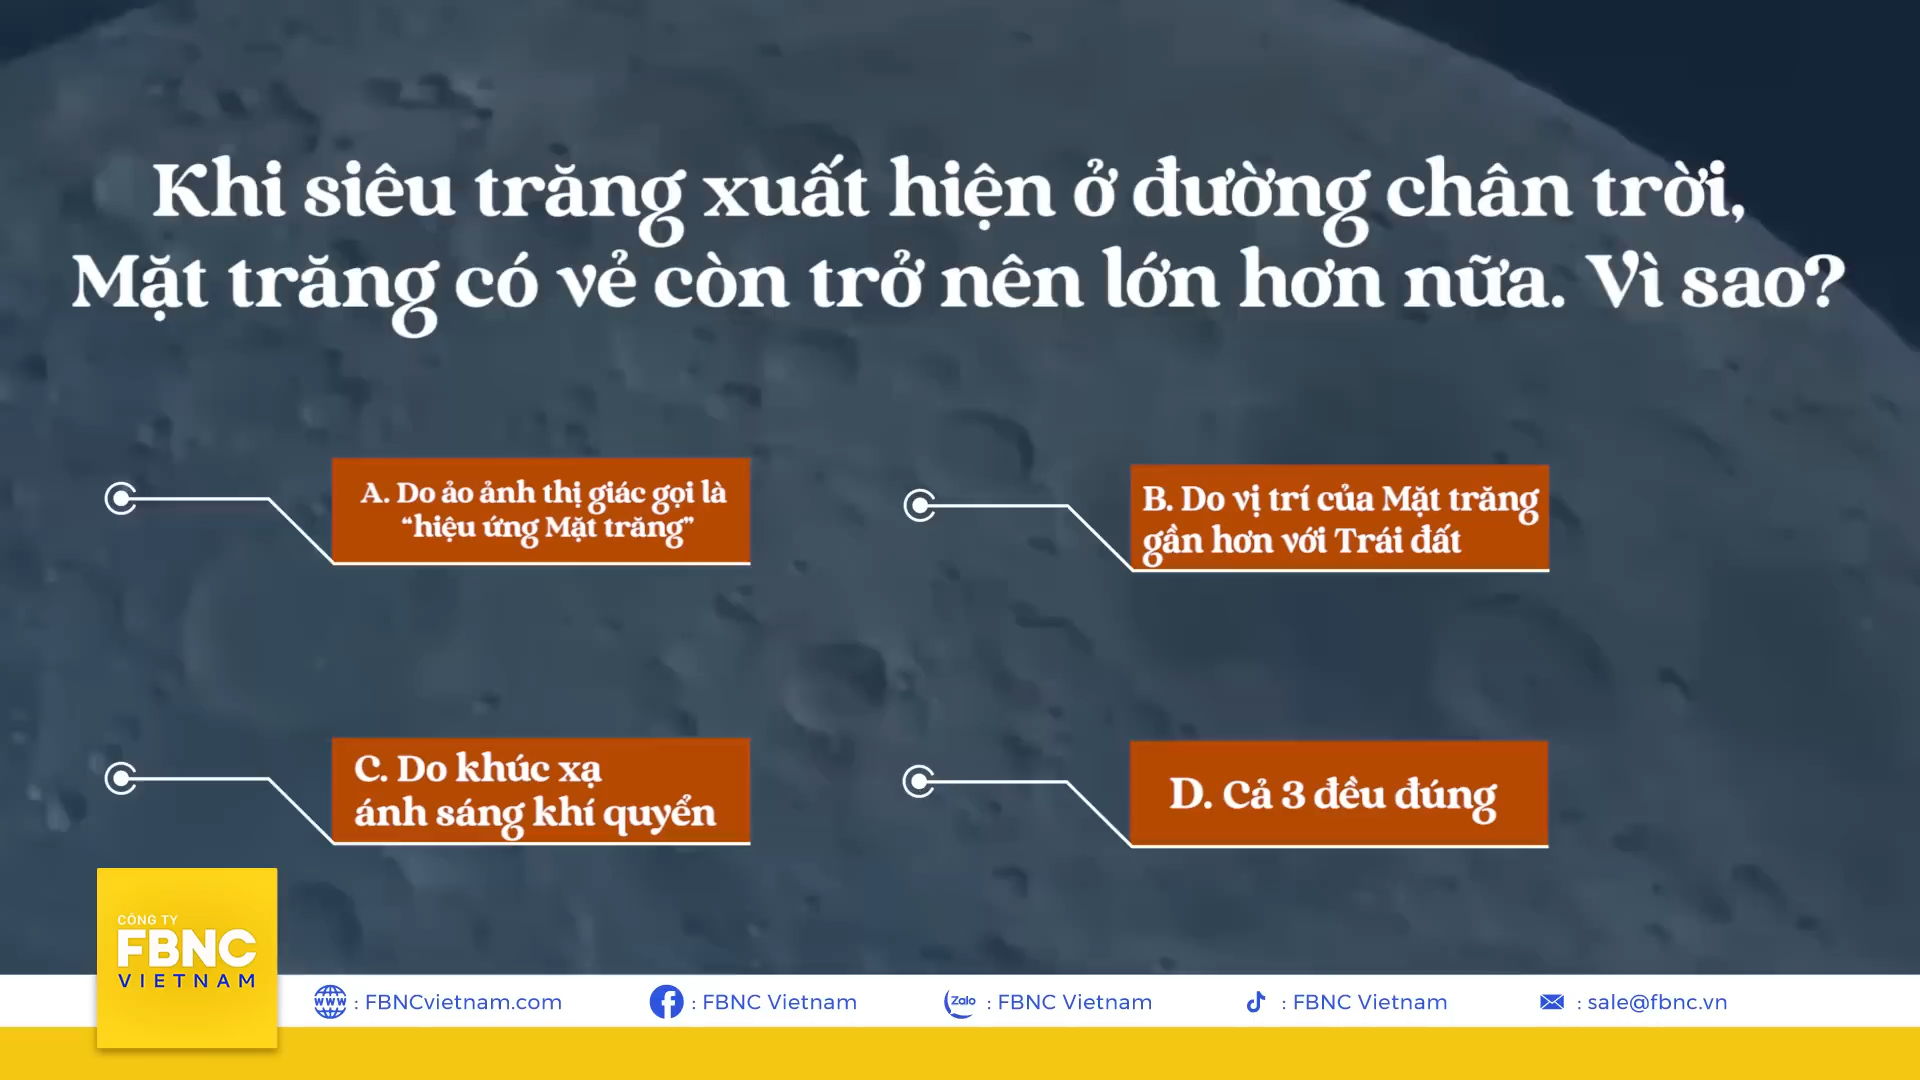 Khi siêu trăng xuất hiện ở đường chân trời,
Mặt trăng có vẻ còn trở nên lớn hơn nữa. Vì sao?
A. Do ảo ảnh thị giác gọi là
“hiệu ứng Mặt trăng”
B. Do vị trí của Mặt trăng
gần hơn với Trái đất
C. Do khúc xạ
ánh sáng khí quyển
D. Cả 3 đều đúng
CÔNG TY
FBNC
VIETNAM
www : FBNCvietnam.com
: FBNC Vietnam
Zalo : FBNC Vietnam
: FBNC Vietnam
: sale@fbnc.vn